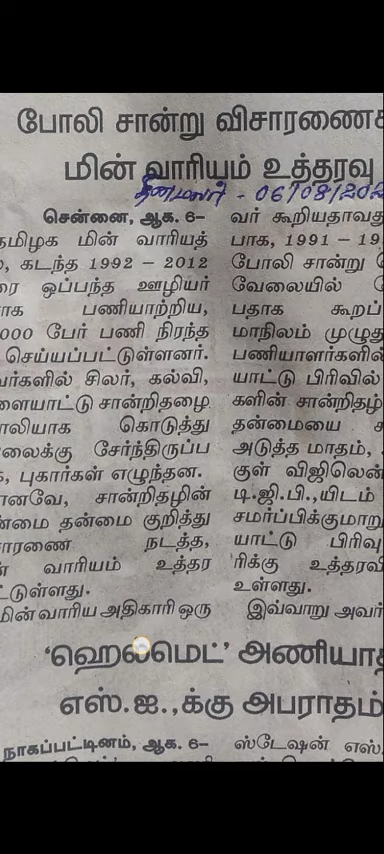 போலி சான்று விசாரணைக்
மின் வாரியம் உத்தரவு
தினமலர் - 06/08/202
சென்னை, ஆக. 6–
தமிழக மின் வாரியத்
கடந்த 1992 – 2012
ரை ஒப்பந்த ஊழியர்
ாக பணியாற்றிய,
000 பேர் பணி நிரந்த
செய்யப்பட்டுள்ளனர்.
ர்களில் சிலர், கல்வி,
ளையாட்டு சான்றிதழை
ாலியாக கொடுத்து
லைக்கு சேர்ந்திருப்ப
புகார்கள் எழுந்தன.
னவே, சான்றிதழின்
ன்மை தன்மை குறித்து
ாரணை நடத்த,
வாரியம் உத்தர
ட்டுள்ளது.
மின்வாரிய அதிகாரி ஒரு
வர் கூறியதாவது
பாக, 1991 – 19
போலி சான்று
வேலையில்
பதாக கூறப்
மாநிலம் முழுது
பணியாளர்களில்
யாட்டு பிரிவில்
களின் சான்றிதழ்
தன்மையை
அடுத்த மாதம்,
குள் விஜிலென்
டி.ஜி.பி.,யிடம்
சமர்ப்பிக்குமாறு
யாட்டு பிரிவு
ரிக்கு உத்தரவி
உள்ளது.
இவ்வாறு அவர்
‘ஹெல்மெட்’ அணியாத
எஸ்.ஐ.,க்கு அபராதம்
நாகப்பட்டினம், ஆக. 6–
ஸ்டேஷன் எஸ்.